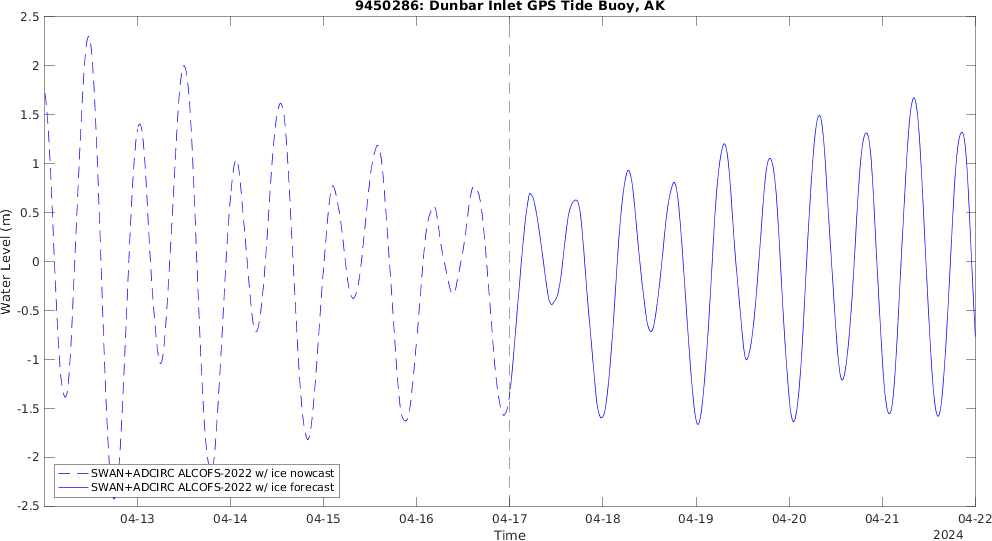 9450286: Dunbar Inlet GPS Tide Buoy, AK
2.5
2
1.5
1
0.5
0
-0.5
-1
-1.5
-2
-2.5
Water Level (m)
SWAN+ADCIRC ALCOFS-2022 w/ ice nowcast
SWAN+ADCIRC ALCOFS-2022 w/ ice forecast
04-13 04-14 04-15 04-16 04-17 04-18 04-19 04-20 04-21 04-22
Time
2024